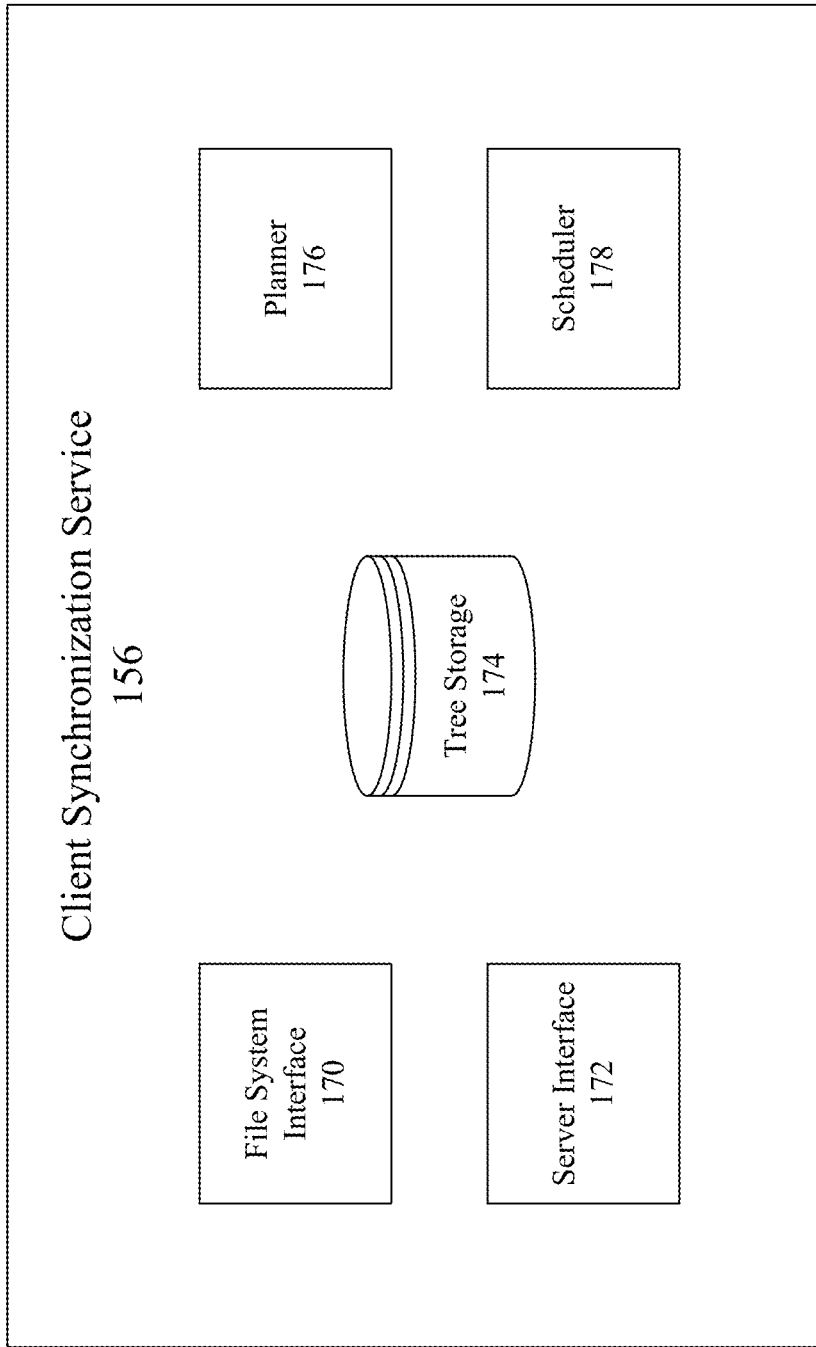 Client Synchronization Service
156
File System
Interface
170
Server Interface
172
Tree Storage
174
Planner
176
Scheduler
178